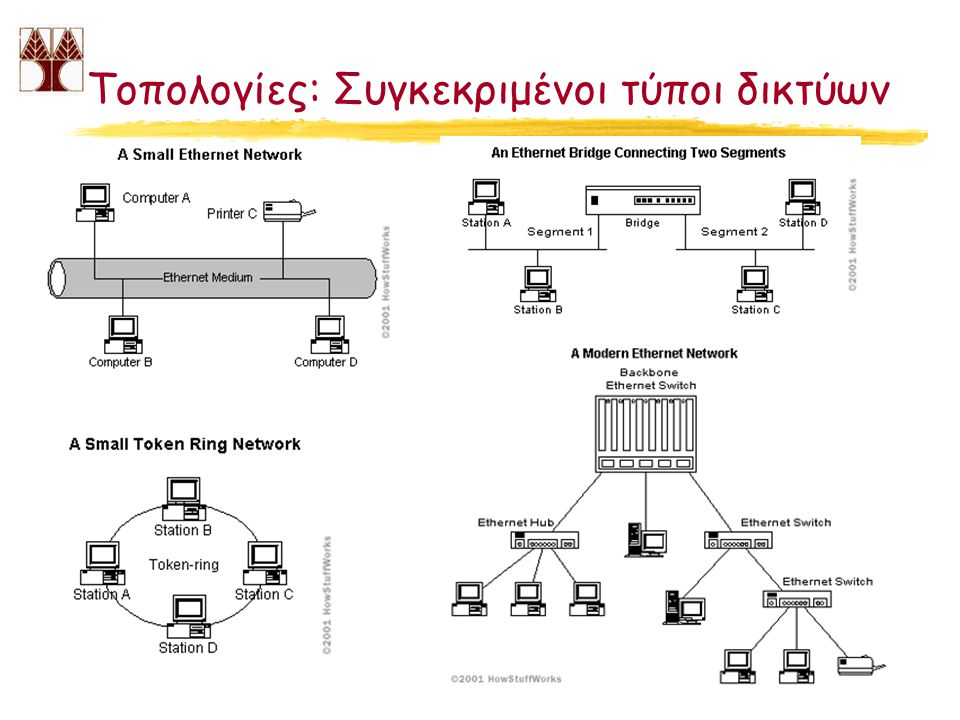 Τοπολογίες: Συγκεκριμένοι τύποι δικτύων
A Small Ethernet Network
Computer A
Printer C
Ethernet Medium
Computer B
Computer D
©2001 HowStuffWorks
An Ethernet Bridge Connecting Two Segments
Station A
Bridge
Station D
Segment 1
Segment 2
Station B
Station C
©2001 HowStuffWorks
A Small Token Ring Network
Station B
Token-ring
Station A
Station C
Station D
©2001 HowStuffWorks
A Modern Ethernet Network
Backbone
Ethernet Switch
Ethernet Hub
Ethernet Switch
Ethernet Switch
©2001 HowStuffWorks